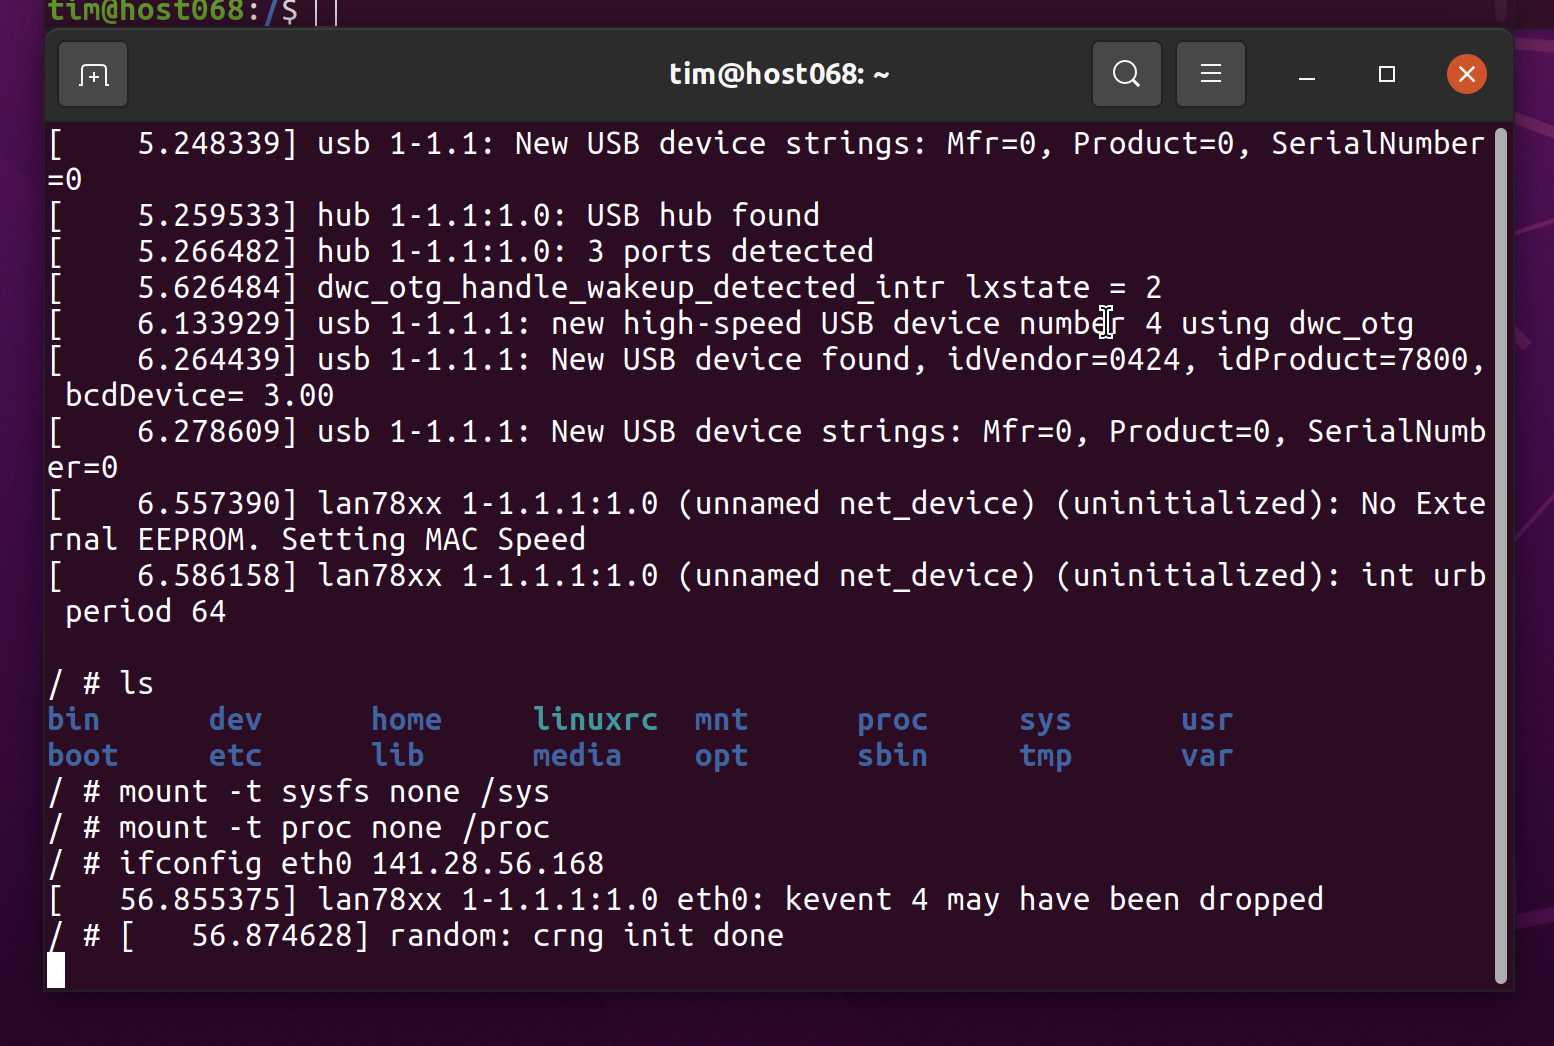 tim@host068:/$
tim@host068: ~
[    5.248339] usb 1-1.1: New USB device strings: Mfr=0, Product=0, SerialNumber
=0
[    5.259533] hub 1-1.1:1.0: USB hub found
[    5.266482] hub 1-1.1:1.0: 3 ports detected
[    5.626484] dwc_otg_handle_wakeup_detected_intr lxstate = 2
[    6.133929] usb 1-1.1.1: new high-speed USB device number 4 using dwc_otg
[    6.264439] usb 1-1.1.1: New USB device found, idVendor=0424, idProduct=7800,
 bcdDevice= 3.00
[    6.278609] usb 1-1.1.1: New USB device strings: Mfr=0, Product=0, SerialNumb
er=0
[    6.557390] lan78xx 1-1.1.1:1.0 (unnamed net_device) (uninitialized): No Exte
rnal EEPROM. Setting MAC Speed
[    6.586158] lan78xx 1-1.1.1:1.0 (unnamed net_device) (uninitialized): int urb
 period 64
/ # ls
bin      dev      home     linuxrc  mnt      proc     sys      usr
boot     etc      lib      media    opt      sbin     tmp      var
/ # mount -t sysfs none /sys
/ # mount -t proc none /proc
/ # ifconfig eth0 141.28.56.168
[   56.855375] lan78xx 1-1.1.1:1.0 eth0: kevent 4 may have been dropped
/ # [   56.874628] random: crng init done